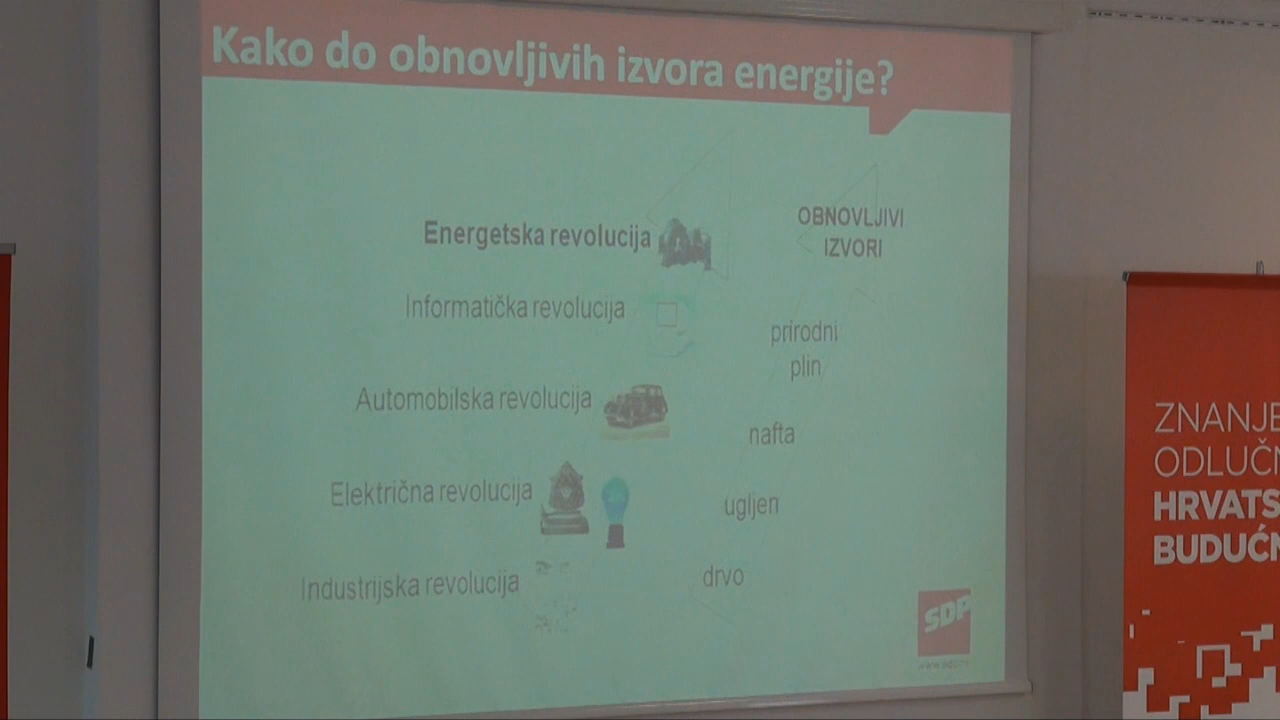 Kako do obnovljivih izvora energije?
Energetska revolucija
OBNOVLJIVI
IZVORI
Informatička revolucija
prirodni
plin
Automobilska revolucija
nafta
Električna revolucija
ugljen
Industrijska revolucija
drvo
SDP
ZNANJE
ODLUČN
HRVATS
BUDUĆN